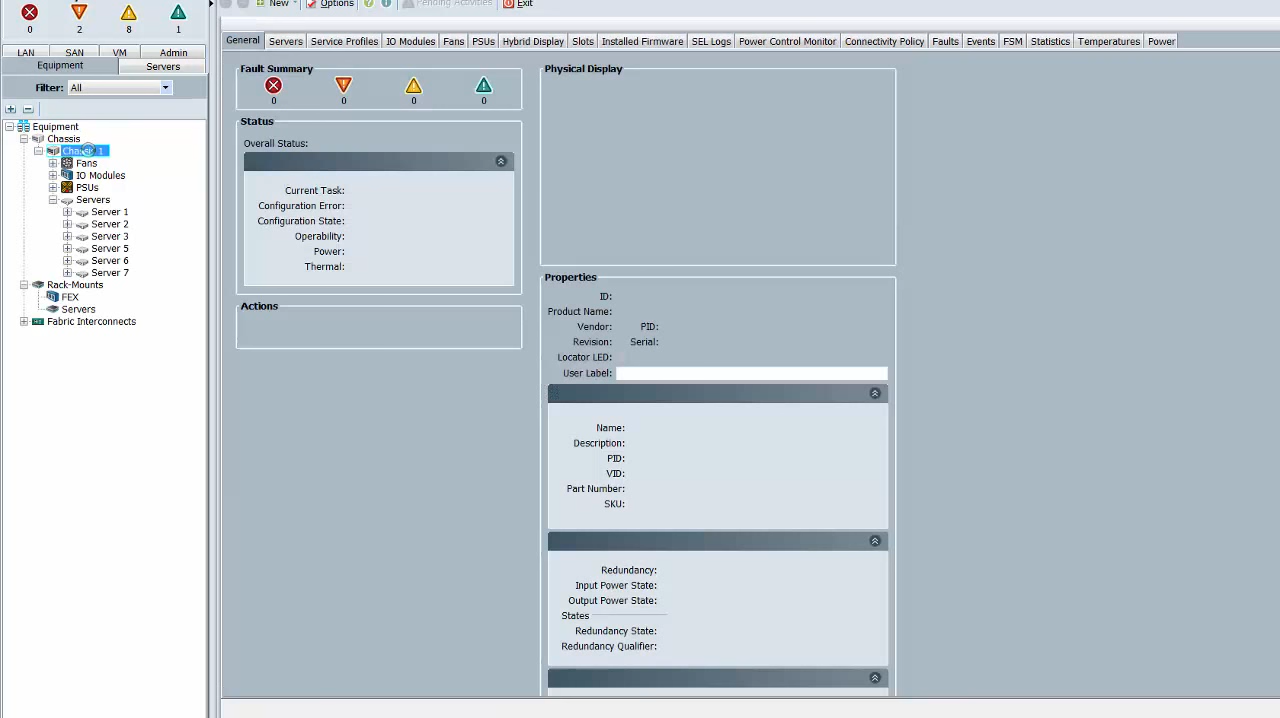 New Options Pending Activities Exit
0 2 8 1
LAN SAN VM Admin
Equipment Servers
Filter: All
Equipment
Chassis
Chassis 1
Fans
IO Modules
PSUs
Servers
Server 1
Server 2
Server 3
Server 5
Server 6
Server 7
Rack-Mounts
FEX
Servers
Fabric Interconnects
General Servers Service Profiles IO Modules Fans PSUs Hybrid Display Slots Installed Firmware SEL Logs Power Control Monitor Connectivity Policy Faults Events FSM Statistics Temperatures Power
Fault Summary
0 0 0 0
Status
Overall Status:
Current Task:
Configuration Error:
Configuration State:
Operability:
Power:
Thermal:
Actions
Physical Display
Properties
ID:
Product Name:
Vendor: PID:
Revision: Serial:
Locator LED:
User Label:
Name:
Description:
PID:
VID:
Part Number:
SKU:
Redundancy:
Input Power State:
Output Power State:
States
Redundancy State:
Redundancy Qualifier: